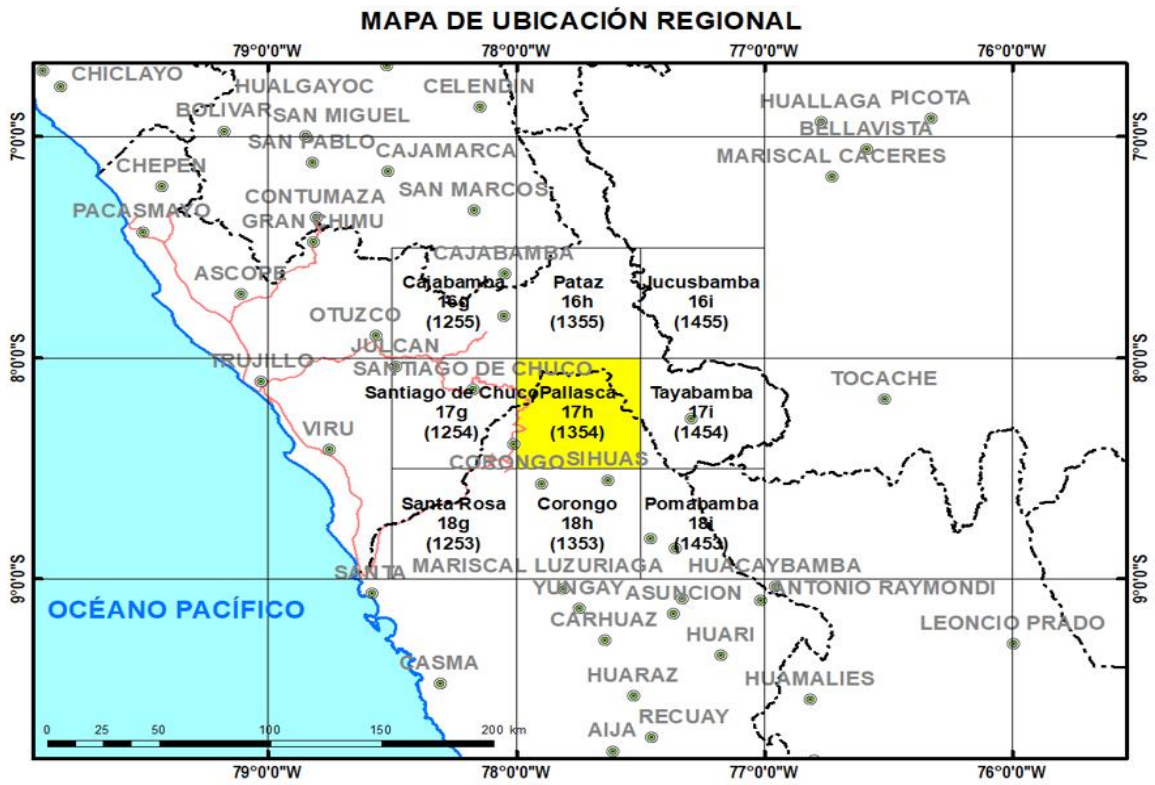 MAPA DE UBICACIÓN REGIONAL
79°0'0"W 78°0'0"W 77°0'0"W 76°0'0"W
CHICLAYO
HUALGAYOC
CELENDIN
HUALLAGA
PICOTA
BOLIVAR
SAN MIGUEL
BELLAVISTA
7°0'0"S
7°0'0"S
SAN PABLO
CAJAMARCA
MARISCAL CACERES
CHEPEN
CONTUMAZA
SAN MARCOS
PACASMAYO
GRAN CHIMU
CAJABAMBA
ASCOPE
Cajabamba
16g
(1255)
Pataz
16h
(1355)
Jucusbamba
16i
(1455)
OTUZCO
JULCAN
8°0'0"S
8°0'0"S
TRUJILLO
SANTIAGO DE CHUCO
TOCACHE
Santiago de Chuco
17g
(1254)
Pallasca
17h
(1354)
Tayabamba
17i
(1454)
VIRU
CORONGO
SIHUAS
Santa Rosa
18g
(1253)
Corongo
18h
(1353)
Pomabamba
18i
(1453)
SANTA
MARISCAL LUZURIAGA
HUACAYBAMBA
9°0'0"S
9°0'0"S
YUNGAY
ASUNCION
ANTONIO RAYMONDI
OCÉANO PACÍFICO
CARHUAZ
HUARI
LEONCIO PRADO
CASMA
HUARAZ
HUAMALIES
AIJA
RECUAY
0 25 50 100 150 200 km
79°0'0"W 78°0'0"W 77°0'0"W 76°0'0"W